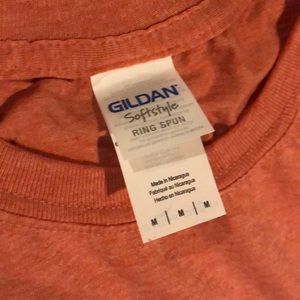 GILDAN
Softstyle
RING SPUN
Made in Nicaragua
Fabriqué au Nicaragua
Hecho en Nicaragua
M | M | M